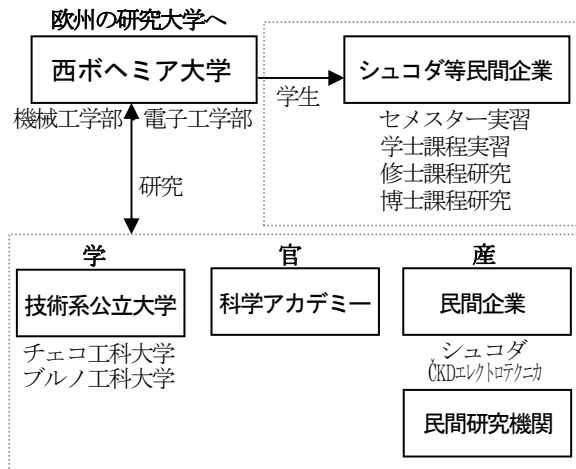 欧州の研究大学へ
西ボヘミア大学
機械工学部 電子工学部
学生
シュコダ等民間企業
セメスター実習
学士課程実習
修士課程研究
博士課程研究
研究
学
技術系公立大学
チェコ工科大学
ブルノ工科大学
官
科学アカデミー
産
民間企業
シュコダ
ČKDエレクトロテクニカ
民間研究機関